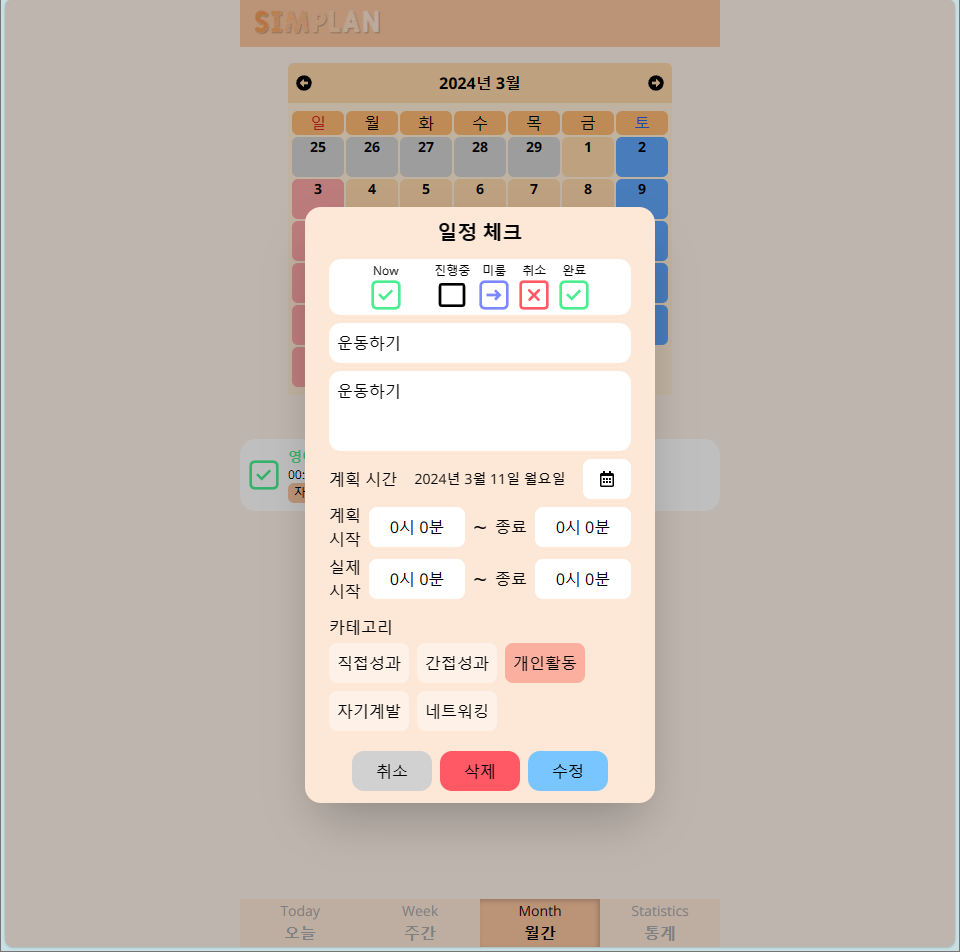 SIMPLAN
2024년 3월
일 월 화 수 목 금 토
25 26 27 28 29 1 2
3 4 5 6 7 8 9
일정 체크
Now 진행중 미룸 취소 완료
운동하기
운동하기
계획 시간 2024년 3월 11일 월요일
계획 시작 0시 0분 ~ 종료 0시 0분
실제 시작 0시 0분 ~ 종료 0시 0분
카테고리
직접성과 간접성과 개인활동
자기계발 네트워킹
취소 삭제 수정
Today Week Month Statistics
오늘 주간 월간 통계